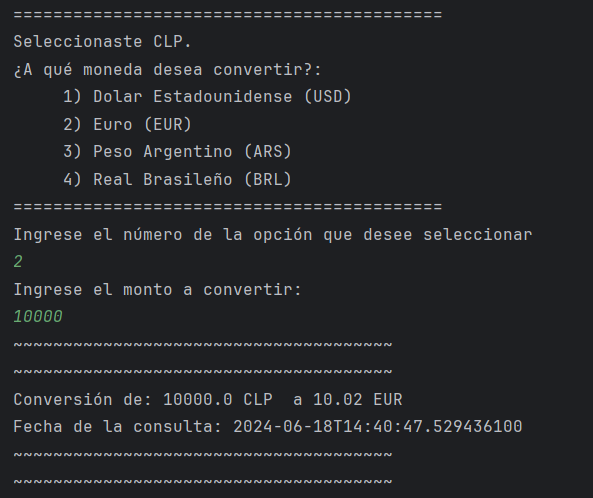 ===========================================
Seleccionaste CLP.
¿A qué moneda desea convertir?:
     1) Dolar Estadounidense (USD)
     2) Euro (EUR)
     3) Peso Argentino (ARS)
     4) Real Brasileño (BRL)
===========================================
Ingrese el número de la opción que desee seleccionar
2
Ingrese el monto a convertir:
10000
~~~~~~~~~~~~~~~~~~~~~~~~~~~~~~~~~~~~~~
~~~~~~~~~~~~~~~~~~~~~~~~~~~~~~~~~~~~~~
Conversión de: 10000.0 CLP  a 10.02 EUR
Fecha de la consulta: 2024-06-18T14:40:47.529436100
~~~~~~~~~~~~~~~~~~~~~~~~~~~~~~~~~~~~~~
~~~~~~~~~~~~~~~~~~~~~~~~~~~~~~~~~~~~~~